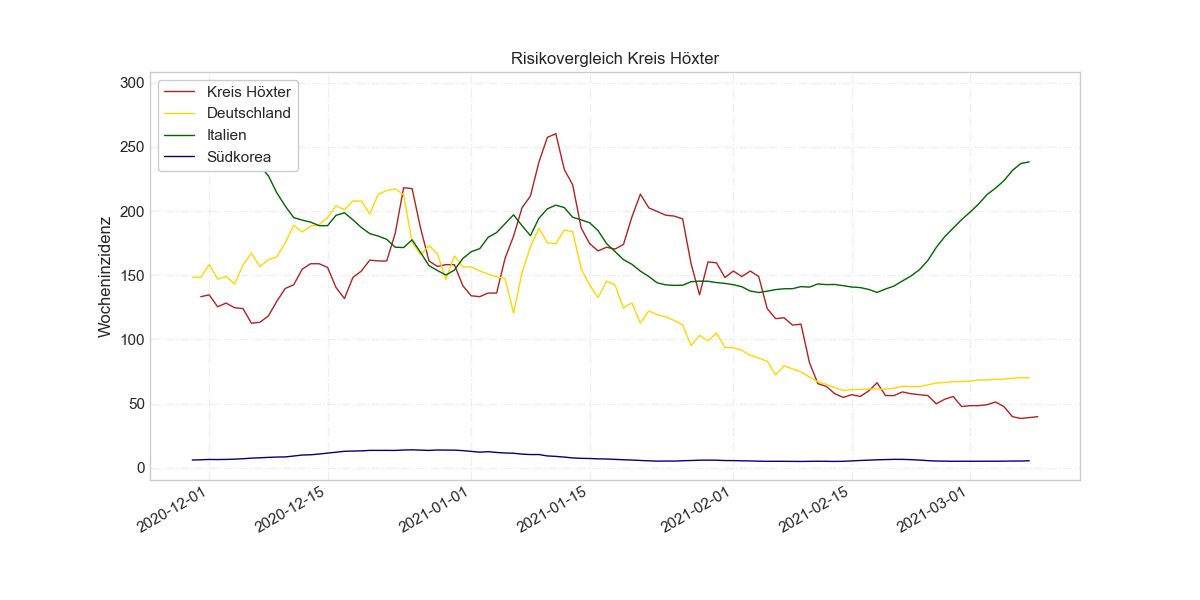 Risikovergleich Kreis Höxter
Kreis Höxter
Deutschland
Italien
Südkorea
Wocheninzidenz
300
250
200
150
100
50
0
2020-12-01
2020-12-15
2021-01-01
2021-01-15
2021-02-01
2021-02-15
2021-03-01